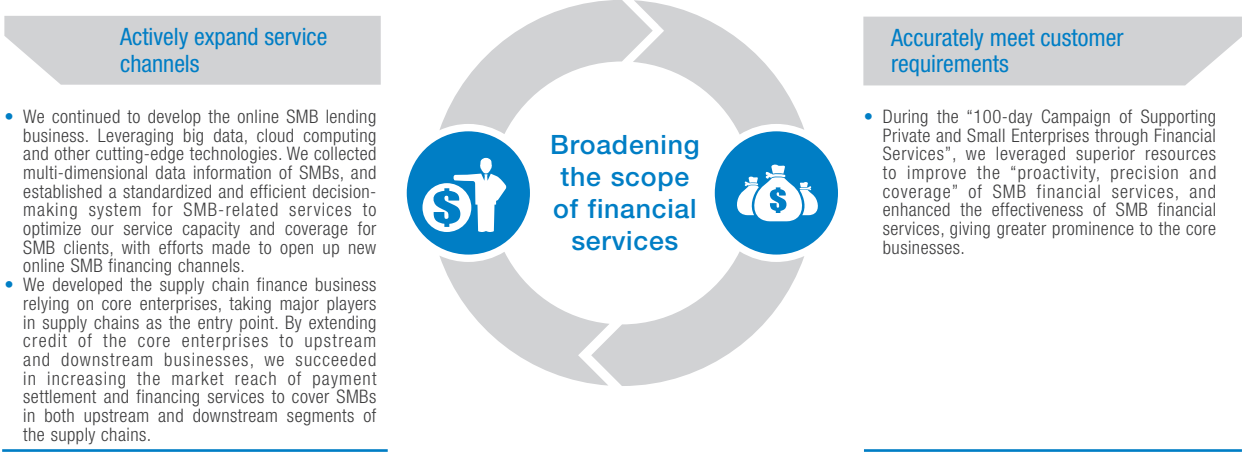 Actively expand service
channels
• We continued to develop the online SMB lending
business. Leveraging big data, cloud computing
and other cutting-edge technologies. We collected
multi-dimensional data information of SMBs, and
established a standardized and efficient decision-
making system for SMB-related services to
optimize our service capacity and coverage for
SMB clients, with efforts made to open up new
online SMB financing channels.
• We developed the supply chain finance business
relying on core enterprises, taking major players
in supply chains as the entry point. By extending
credit of the core enterprises to upstream
and downstream businesses, we succeeded
in increasing the market reach of payment
settlement and financing services to cover SMBs
in both upstream and downstream segments of
the supply chains.
$
Broadening
the scope
of financial
services
$
Accurately meet customer
requirements
• During the “100-day Campaign of Supporting
Private and Small Enterprises through Financial
Services”, we leveraged superior resources
to improve the “proactivity, precision and
coverage” of SMB financial services, and
enhanced the effectiveness of SMB financial
services, giving greater prominence to the core
businesses.